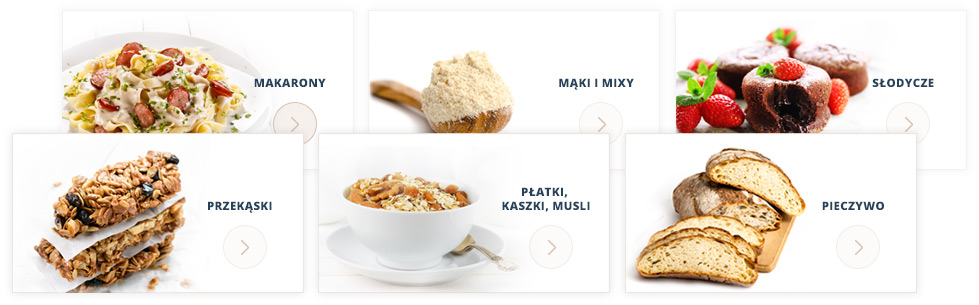 MAKARONY
MĄKI I MIXY
SŁODYCZE
PRZEKĄSKI
PŁATKI,
KASZKI, MUSLI
PIECZYWO